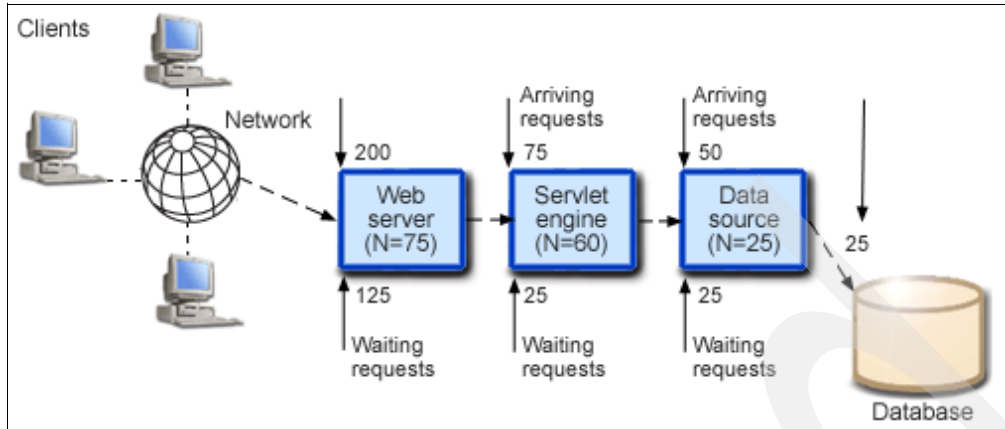 Clients
Network
200
Web
server
(N=75)
125
Waiting
requests
Arriving
requests
75
Servlet
engine
(N=60)
25
Waiting
requests
Arriving
requests
50
Data
source
(N=25)
25
Waiting
requests
25
Database